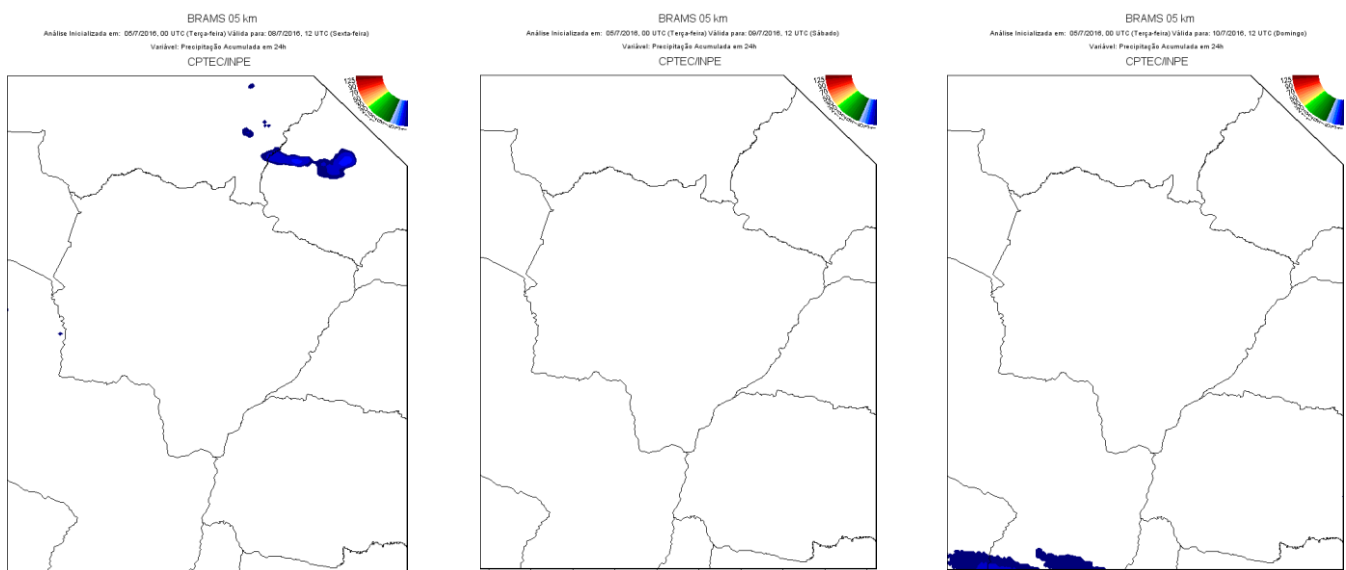 BRAMS 05 km
Análise Inicializada em: 05/7/2016, 00 UTC (Terça-feira) Válida para: 08/7/2016, 12 UTC (Sexta-feira)
Variável: Precipitação Acumulada em 24h
CPTEC/INPE
BRAMS 05 km
Análise Inicializada em: 05/7/2016, 00 UTC (Terça-feira) Válida para: 09/7/2016, 12 UTC (Sábado)
Variável: Precipitação Acumulada em 24h
CPTEC/INPE
BRAMS 05 km
Análise Inicializada em: 05/7/2016, 00 UTC (Terça-feira) Válida para: 10/7/2016, 12 UTC (Domingo)
Variável: Precipitação Acumulada em 24h
CPTEC/INPE